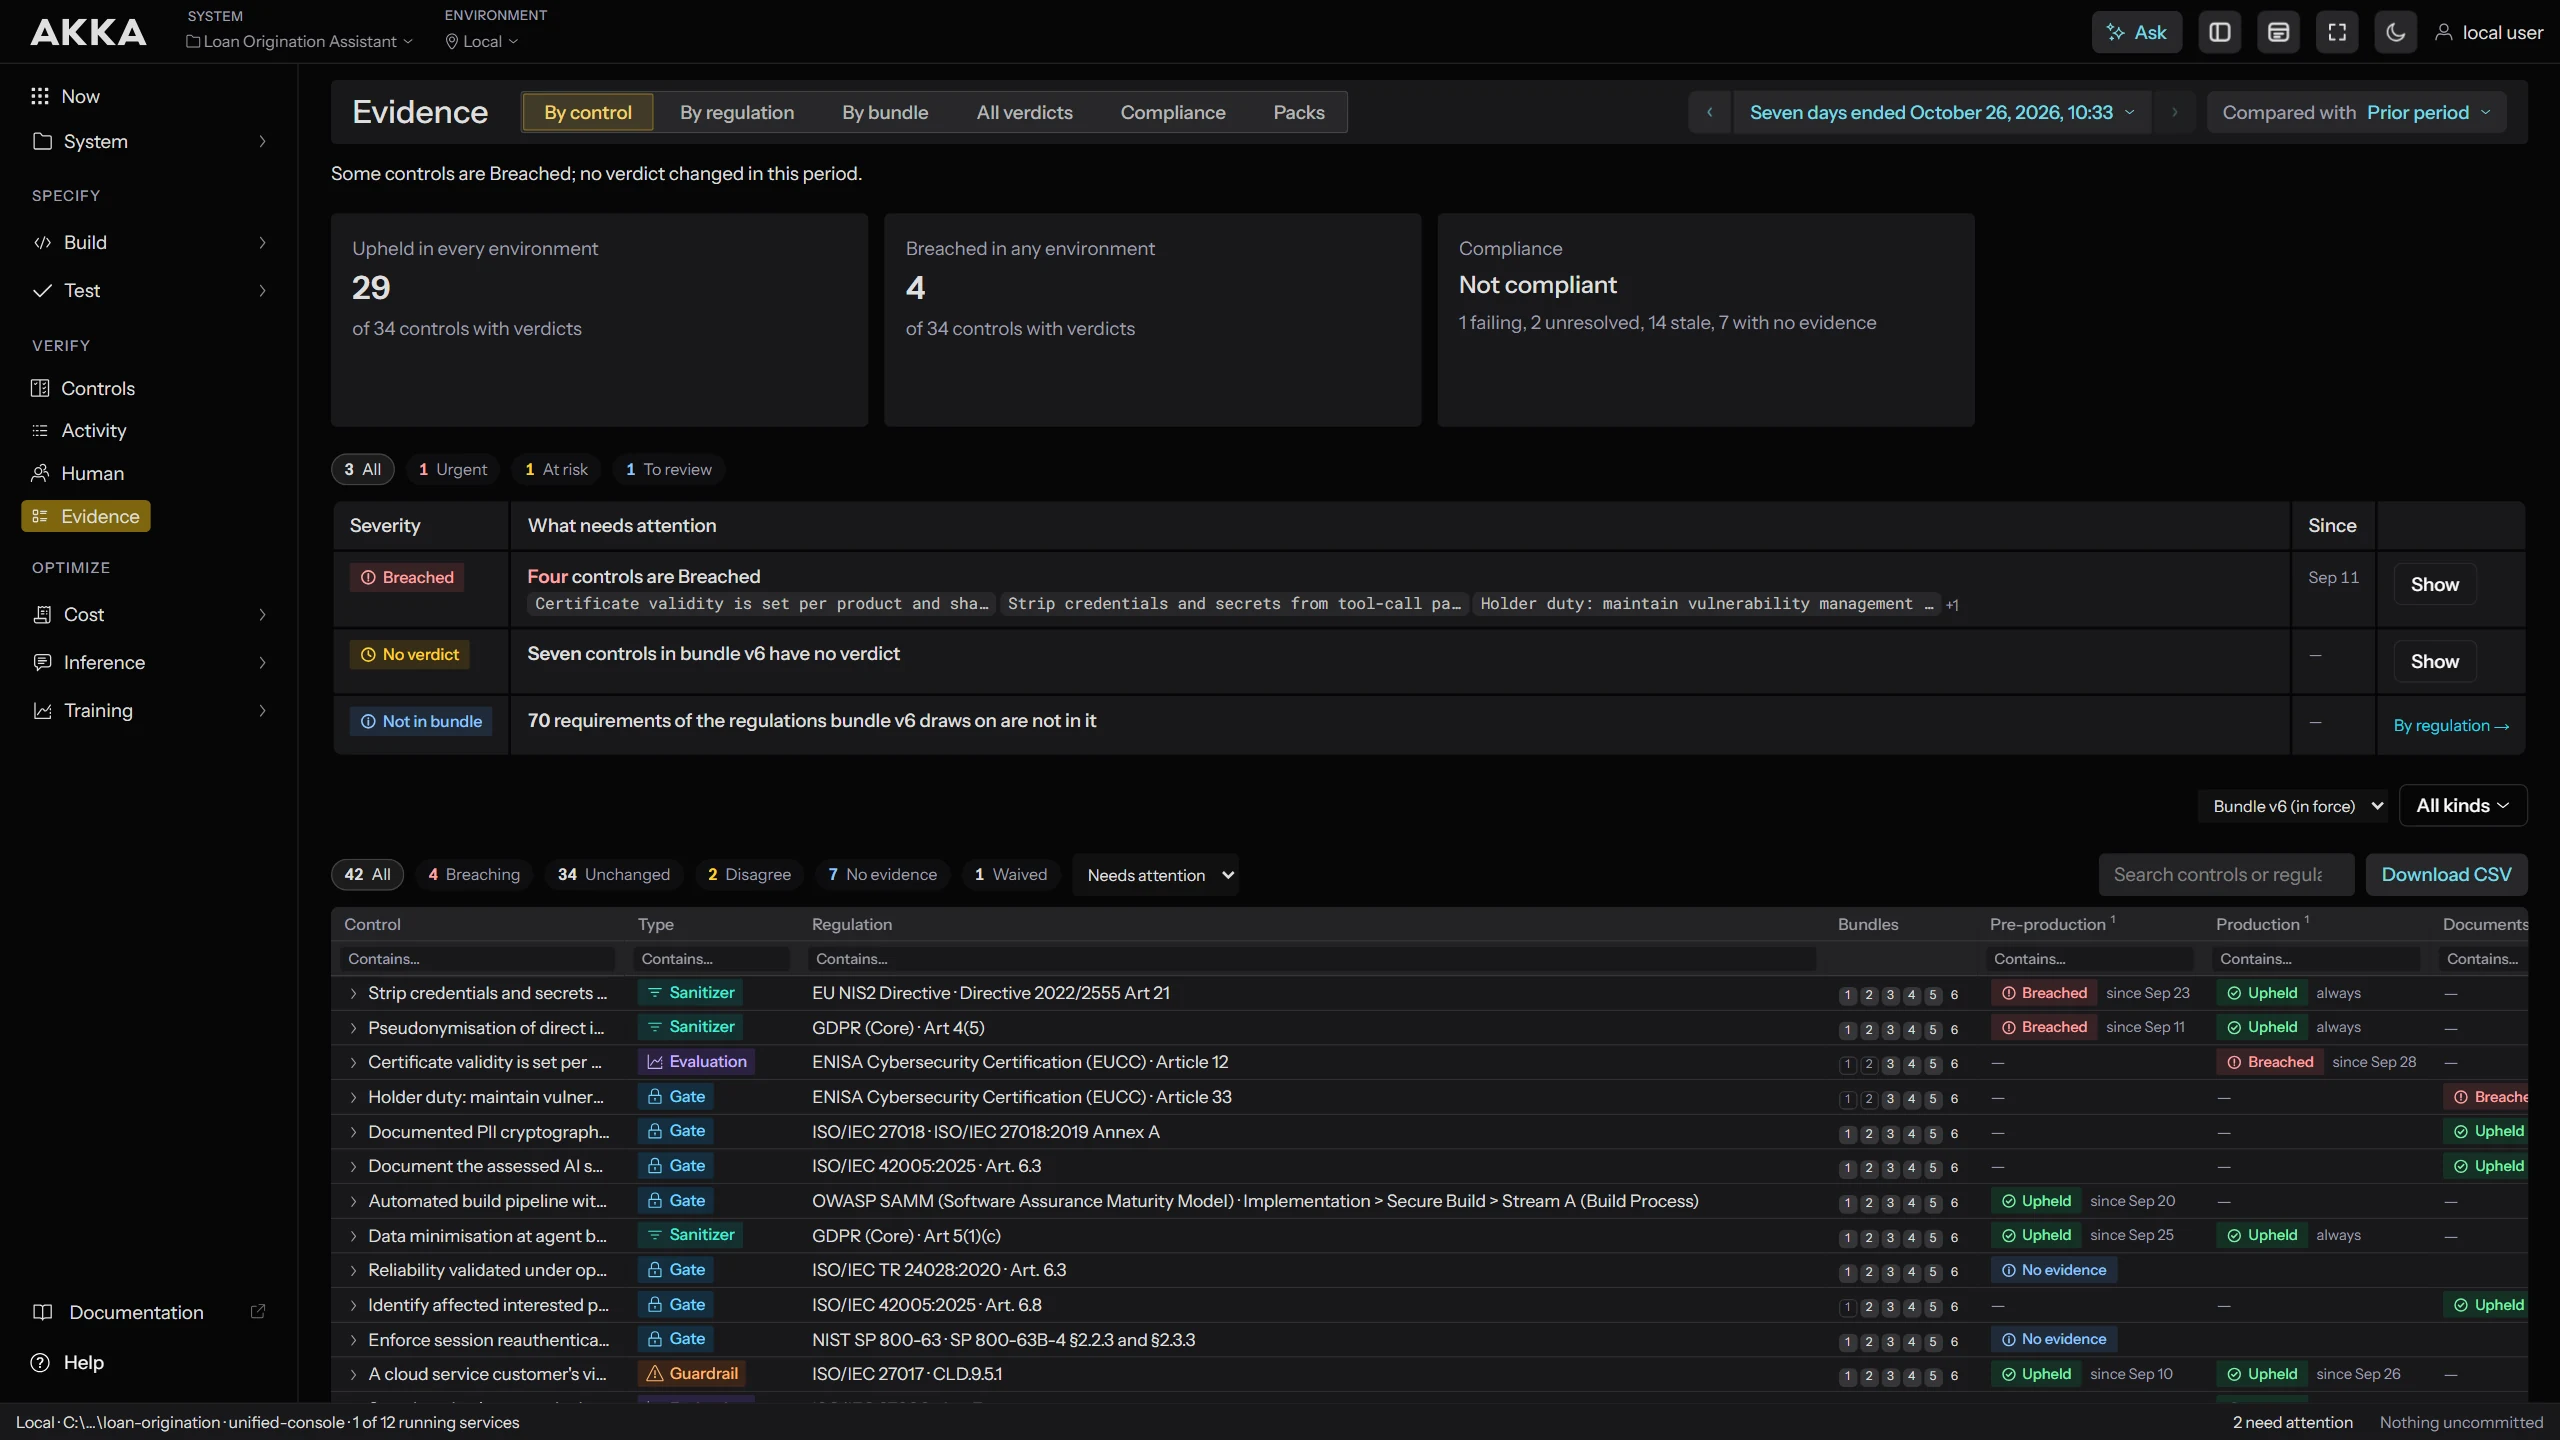 AKKA
SYSTEM
Loan Origination Assistant
ENVIRONMENT
Local
Ask
local user
Now
System
SPECIFY
Build
Test
VERIFY
Controls
Activity
Human
Evidence
OPTIMIZE
Cost
Inference
Training
Documentation
Help
Evidence
By control
By regulation
By bundle
All verdicts
Compliance
Packs
Seven days ended October 26, 2026, 10:33
Compared with Prior period
Some controls are Breached; no verdict changed in this period.
Upheld in every environment
29
of 34 controls with verdicts
Breached in any environment
4
of 34 controls with verdicts
Compliance
Not compliant
1 failing, 2 unresolved, 14 stale, 7 with no evidence
3 All
1 Urgent
1 At risk
1 To review
Severity What needs attention Since
Breached Four controls are Breached Sep 11 Show
Certificate validity is set per product and sha… Strip credentials and secrets from tool-call pa… Holder duty: maintain vulnerability management … +1
No verdict Seven controls in bundle v6 have no verdict — Show
Not in bundle 70 requirements of the regulations bundle v6 draws on are not in it — By regulation →
Bundle v6 (in force)
All kinds
42 All
4 Breaching
34 Unchanged
2 Disagree
7 No evidence
1 Waived
Needs attention
Search controls or regula
Download CSV
Control Type Regulation Bundles Pre-production 1 Production 1 Documents
Contains... Contains... Contains... Contains... Contains... Contains...
Strip credentials and secrets ... Sanitizer EU NIS2 Directive · Directive 2022/2555 Art 21 1 2 3 4 5 6 Breached since Sep 23 Upheld always —
Pseudonymisation of direct i... Sanitizer GDPR (Core) · Art 4(5) 1 2 3 4 5 6 Breached since Sep 11 Upheld always —
Certificate validity is set per ... Evaluation ENISA Cybersecurity Certification (EUCC) · Article 12 1 2 3 4 5 6 — Breached since Sep 28 —
Holder duty: maintain vulner... Gate ENISA Cybersecurity Certification (EUCC) · Article 33 1 2 3 4 5 6 — — Breache
Documented PII cryptograph... Gate ISO/IEC 27018 · ISO/IEC 27018:2019 Annex A 1 2 3 4 5 6 — — Upheld
Document the assessed AI s... Gate ISO/IEC 42005:2025 · Art. 6.3 1 2 3 4 5 6 — — Upheld
Automated build pipeline wit... Gate OWASP SAMM (Software Assurance Maturity Model) · Implementation > Secure Build > Stream A (Build Process) 1 2 3 4 5 6 Upheld since Sep 20 — —
Data minimisation at agent b... Sanitizer GDPR (Core) · Art 5(1)(c) 1 2 3 4 5 6 Upheld since Sep 25 Upheld always —
Reliability validated under op... Gate ISO/IEC TR 24028:2020 · Art. 6.3 1 2 3 4 5 6 No evidence
Identify affected interested p... Gate ISO/IEC 42005:2025 · Art. 6.8 1 2 3 4 5 6 — — Upheld
Enforce session reauthentica... Gate NIST SP 800-63 · SP 800-63B-4 §2.2.3 and §2.3.3 1 2 3 4 5 6 No evidence
A cloud service customer's vi... Guardrail ISO/IEC 27017 · CLD.9.5.1 1 2 3 4 5 6 Upheld since Sep 10 Upheld since Sep 26 —
Local · C:\...\loan-origination · unified-console · 1 of 12 running services
2 need attention
Nothing uncommitted